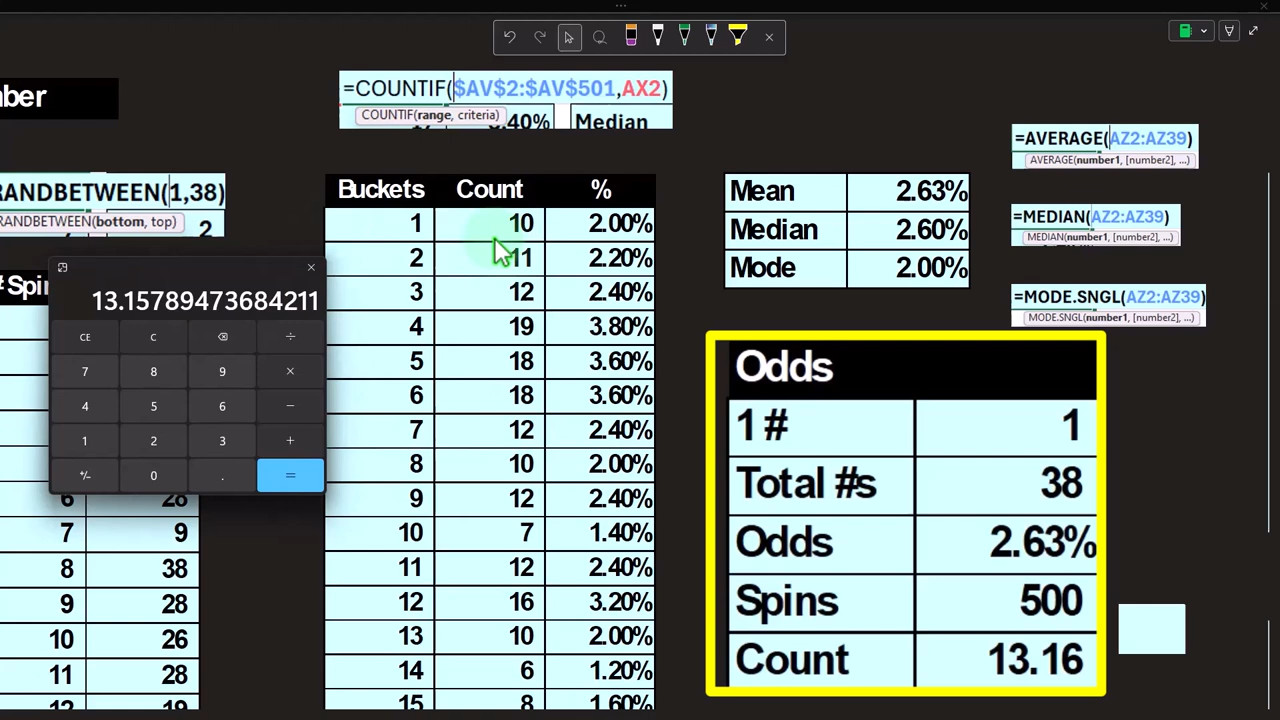 =COUNTIF($AV$2:$AV$501,AX2)
COUNTIF(range, criteria)
Median
=AVERAGE(AZ2:AZ39)
AVERAGE(number1, [number2], ...)
RANDBETWEEN(1,38)
RANDBETWEEN(bottom, top)
2
=MEDIAN(AZ2:AZ39)
MEDIAN(number1, [number2], ...)
=MODE.SNGL(AZ2:AZ39)
MODE.SNGL(number1, [number2], ...)
13.15789473684211
CE C ÷
7 8 9 ×
4 5 6 −
1 2 3 +
+/- 0 . =
6 28
7 9
8 38
9 28
10 26
11 28
12 19
Buckets Count %
1 10 2.00%
2 11 2.20%
3 12 2.40%
4 19 3.80%
5 18 3.60%
6 18 3.60%
7 12 2.40%
8 10 2.00%
9 12 2.40%
10 7 1.40%
11 12 2.40%
12 16 3.20%
13 10 2.00%
14 6 1.20%
15 8 1.60%
Mean 2.63%
Median 2.60%
Mode 2.00%
Odds
1 # 1
Total #s 38
Odds 2.63%
Spins 500
Count 13.16